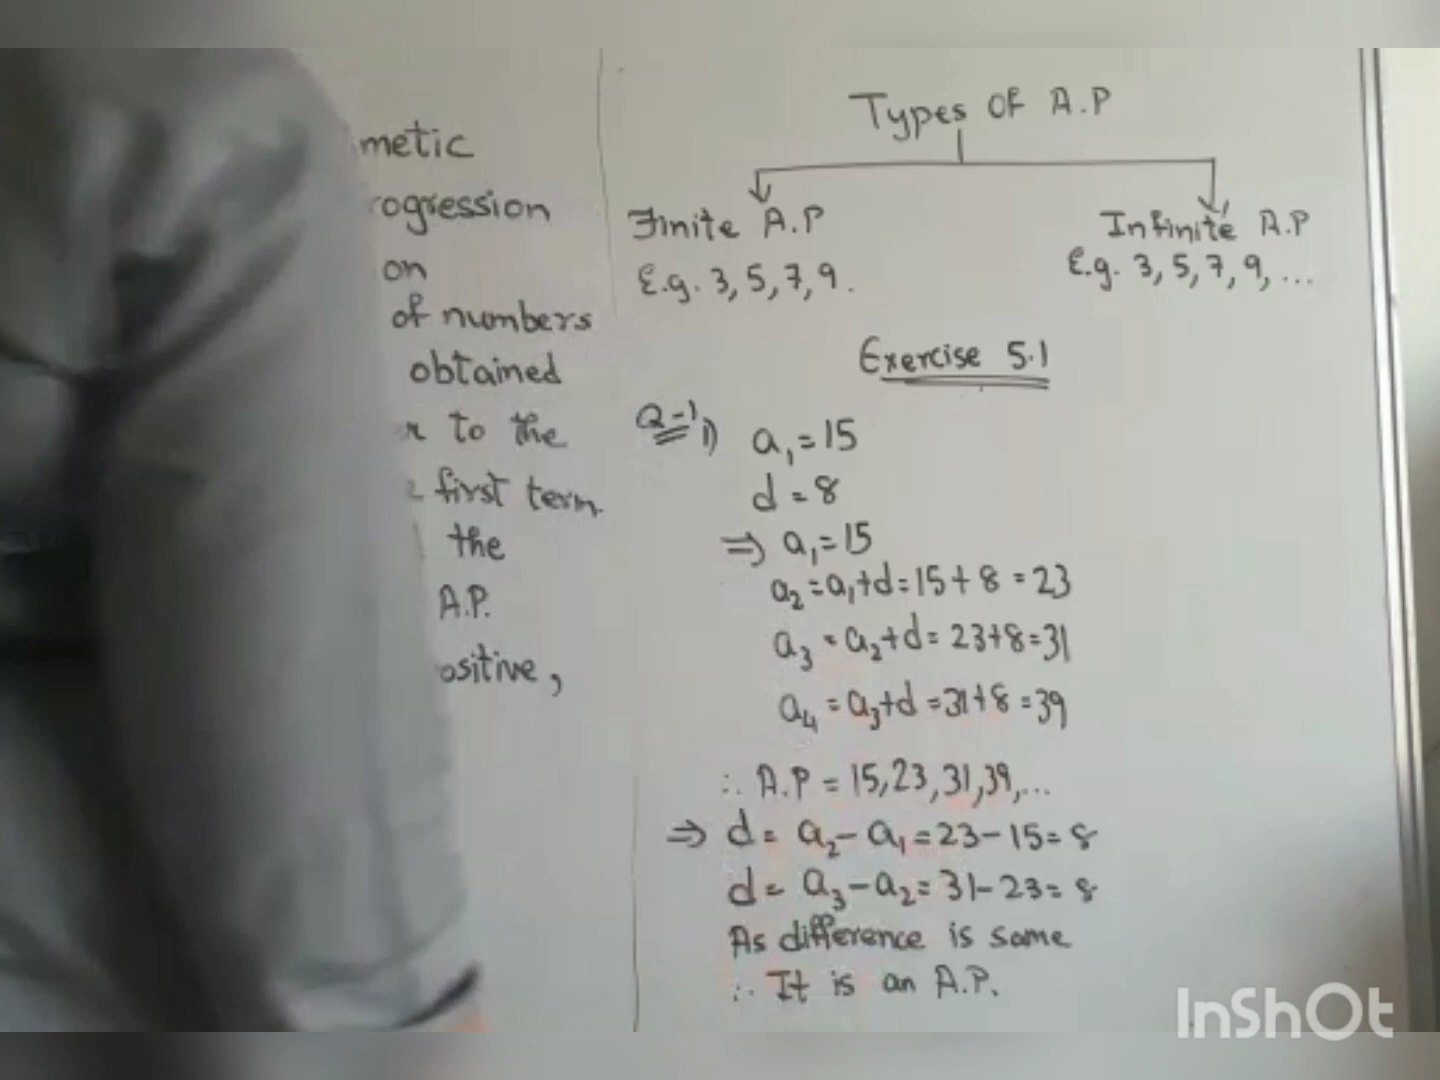 metic
ogression
on
of numbers
obtained
to the
first term.
the
A.P.
ositive,
Types Of A.P
Finite A.P
E.g. 3, 5, 7, 9.
Infinite A.P
E.g. 3, 5, 7, 9, ...
Exercise 5.1
Q-1 i) a₁ = 15
d = 8
⇒ a₁ = 15
a₂ = a₁ + d = 15 + 8 = 23
a₃ = a₂ + d = 23 + 8 = 31
a₄ = a₃ + d = 31 + 8 = 39
∴ A.P = 15, 23, 31, 39, ...
⇒ d = a₂ - a₁ = 23 - 15 = 8
d = a₃ - a₂ = 31 - 23 = 8
As difference is same
∴ It is an A.P.
InShOt